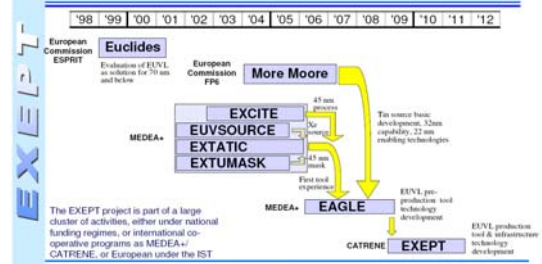 '98 '99 '00 '01 '02 '03 '04 '05 '06 '07 '08 '09 '10 '11 '12
EXEPT
European
Commission
ESPRIT
Euclides
Evaluation of EUVL
as solution for 70 nm
and below
European
Commission
FP6
More Moore
45 nm
process
EXCITE
EUVSOURCE
Xe
source
MEDEA+
EXTATIC
EXTUMASK
45 nm
mask
First tool
experience
Tin source basic
development, 32nm
capability, 22 nm
enabling technologies
MEDEA+
EAGLE
EUVL pre-
production tool
technology
development
CATRENE
EXEPT
EUVL production
tool & infrastructure
technology
development
The EXEPT project is part of a large
cluster of activities, either under national
funding regimes, or international co-
operative programs as MEDEA+/
CATRENE, or European under the IST